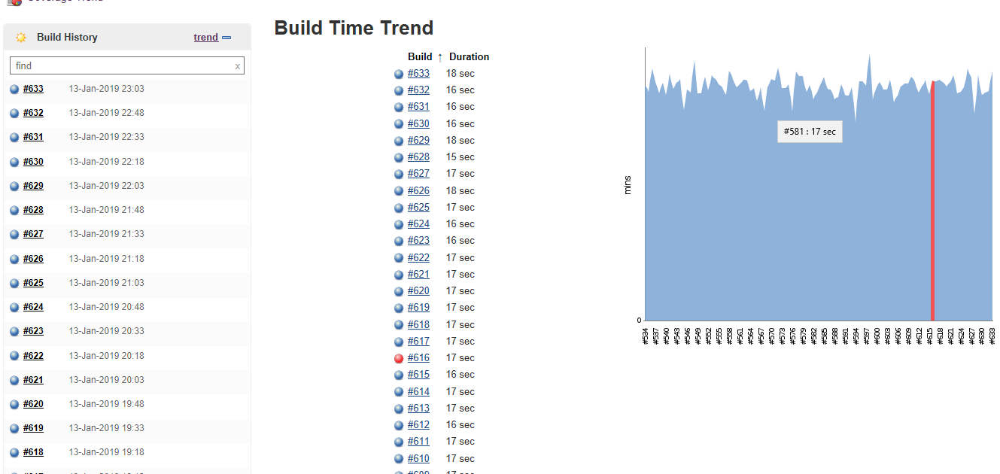 Coverage Trend
Build History trend
find x
#633 13-Jan-2019 23:03
#632 13-Jan-2019 22:48
#631 13-Jan-2019 22:33
#630 13-Jan-2019 22:18
#629 13-Jan-2019 22:03
#628 13-Jan-2019 21:48
#627 13-Jan-2019 21:33
#626 13-Jan-2019 21:18
#625 13-Jan-2019 21:03
#624 13-Jan-2019 20:48
#623 13-Jan-2019 20:33
#622 13-Jan-2019 20:18
#621 13-Jan-2019 20:03
#620 13-Jan-2019 19:48
#619 13-Jan-2019 19:33
#618 13-Jan-2019 19:18
Build Time Trend
Build ↑ Duration
#633 18 sec
#632 16 sec
#631 16 sec
#630 16 sec
#629 18 sec
#628 15 sec
#627 17 sec
#626 18 sec
#625 17 sec
#624 16 sec
#623 16 sec
#622 17 sec
#621 17 sec
#620 17 sec
#619 17 sec
#618 17 sec
#617 17 sec
#616 17 sec
#615 16 sec
#614 17 sec
#613 17 sec
#612 16 sec
#611 17 sec
#610 17 sec
#609 17 sec
#581 : 17 sec
mins
0
#534 #537 #540 #543 #546 #549 #552 #555 #558 #561 #564 #567 #570 #573 #576 #579 #582 #585 #588 #591 #594 #597 #600 #603 #606 #609 #612 #615 #618 #621 #624 #627 #630 #633